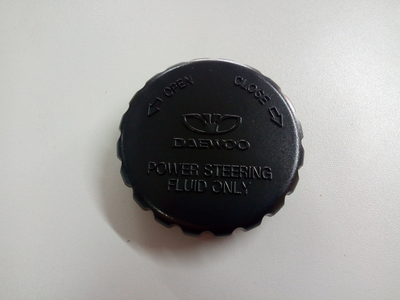 OPEN CLOSE
DAEWOO
POWER STEERING
FLUID ONLY